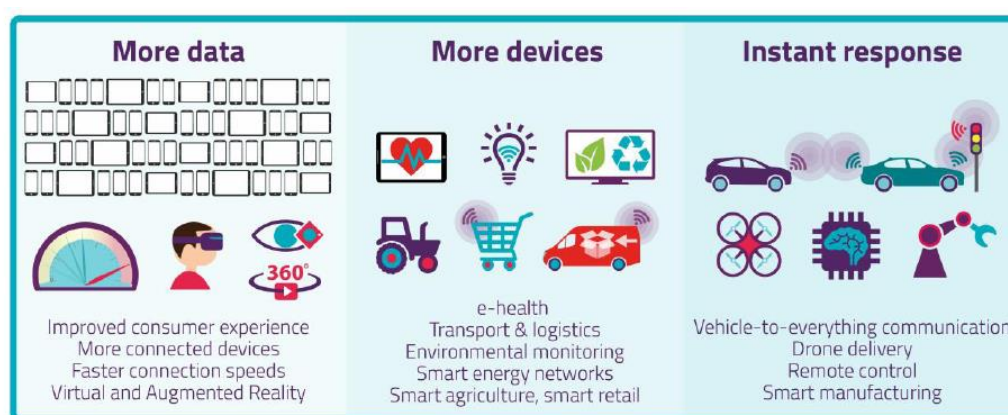 More data
360°
Improved consumer experience
More connected devices
Faster connection speeds
Virtual and Augmented Reality
More devices
e-health
Transport & logistics
Environmental monitoring
Smart energy networks
Smart agriculture, smart retail
Instant response
Vehicle-to-everything communication
Drone delivery
Remote control
Smart manufacturing